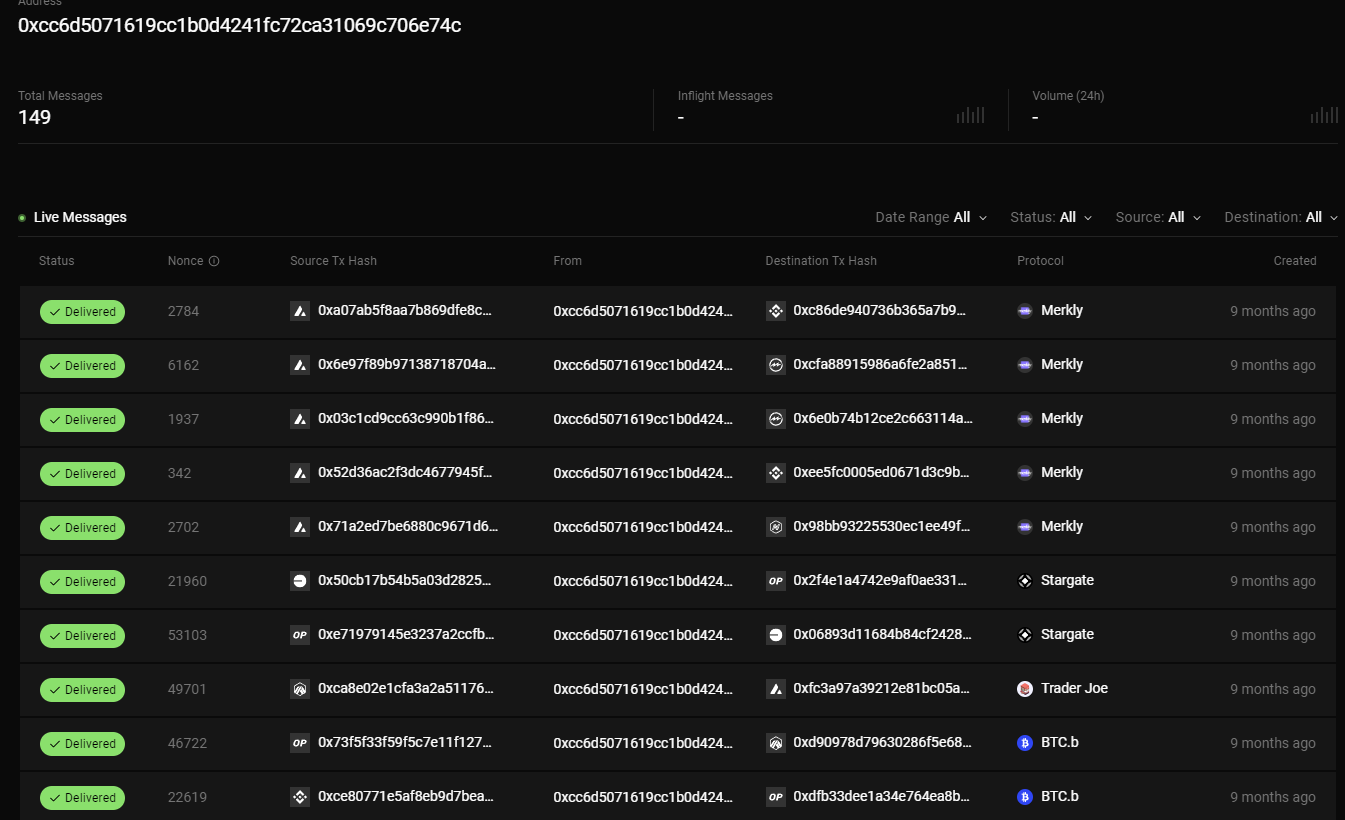 Address
0xcc6d5071619cc1b0d4241fc72ca31069c706e74c
Total Messages Inflight Messages Volume (24h)
149 - -
Live Messages Date Range All Status: All Source: All Destination: All
Status Nonce Source Tx Hash From Destination Tx Hash Protocol Created
Delivered 2784 0xa07ab5f8aa7b869dfe8c... 0xcc6d5071619cc1b0d424... 0xc86de940736b365a7b9... Merkly 9 months ago
Delivered 6162 0x6e97f89b97138718704a... 0xcc6d5071619cc1b0d424... 0xcfa88915986a6fe2a851... Merkly 9 months ago
Delivered 1937 0x03c1cd9cc63c990b1f86... 0xcc6d5071619cc1b0d424... 0x6e0b74b12ce2c663114a... Merkly 9 months ago
Delivered 342 0x52d36ac2f3dc4677945f... 0xcc6d5071619cc1b0d424... 0xee5fc0005ed0671d3c9b... Merkly 9 months ago
Delivered 2702 0x71a2ed7be6880c9671d6... 0xcc6d5071619cc1b0d424... 0x98bb93225530ec1ee49f... Merkly 9 months ago
Delivered 21960 0x50cb17b54b5a03d2825... 0xcc6d5071619cc1b0d424... OP 0x2f4e1a4742e9af0ae331... Stargate 9 months ago
Delivered 53103 OP 0xe71979145e3237a2ccfb... 0xcc6d5071619cc1b0d424... 0x06893d11684b84cf2428... Stargate 9 months ago
Delivered 49701 0xca8e02e1cfa3a2a51176... 0xcc6d5071619cc1b0d424... 0xfc3a97a39212e81bc05a... Trader Joe 9 months ago
Delivered 46722 OP 0x73f5f33f59f5c7e11f127... 0xcc6d5071619cc1b0d424... 0xd90978d79630286f5e68... BTC.b 9 months ago
Delivered 22619 0xce80771e5af8eb9d7bea... 0xcc6d5071619cc1b0d424... OP 0xdfb33dee1a34e764ea8b... BTC.b 9 months ago